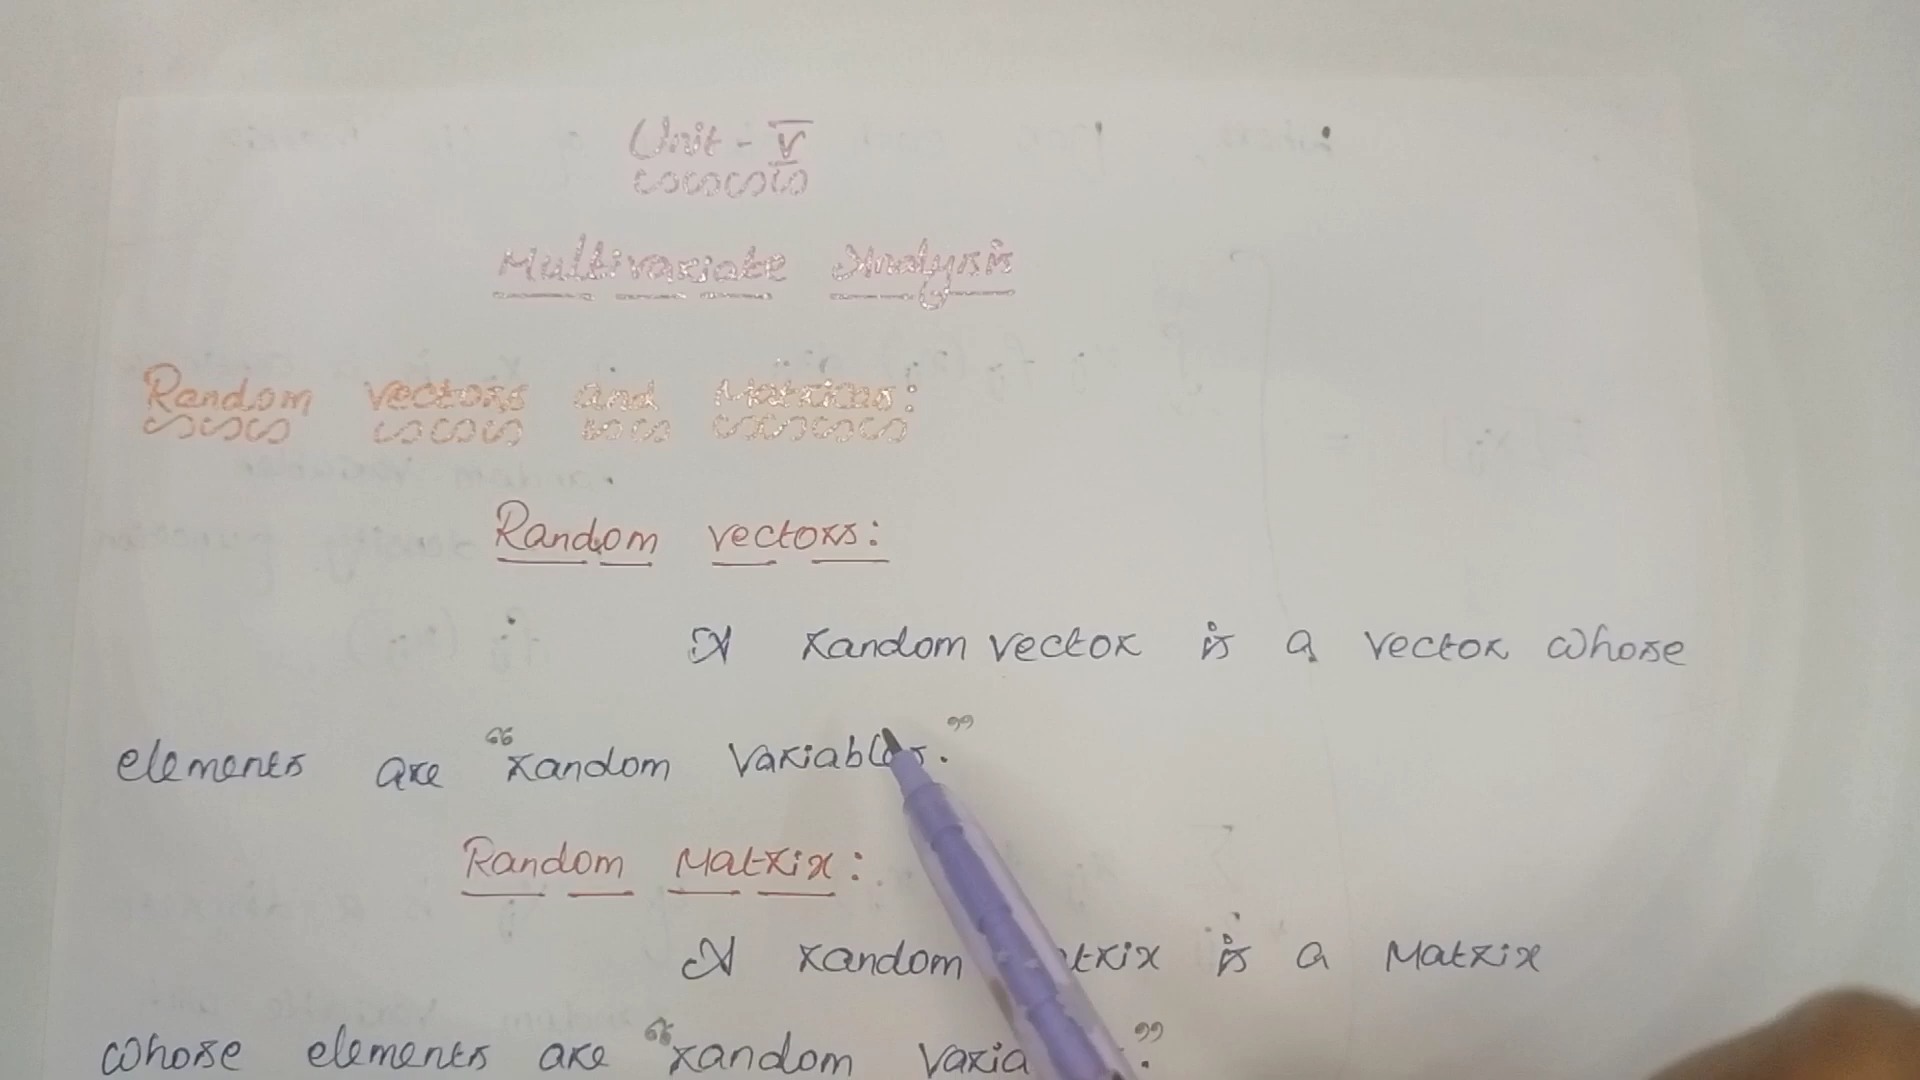 Unit - V
Multivariate Analysis
Random vectors and Matrices:
Random vectors:
A random vector is a vector whose
elements are "random variables."
Random Matrix:
A random is a Matrix
whose elements are "random